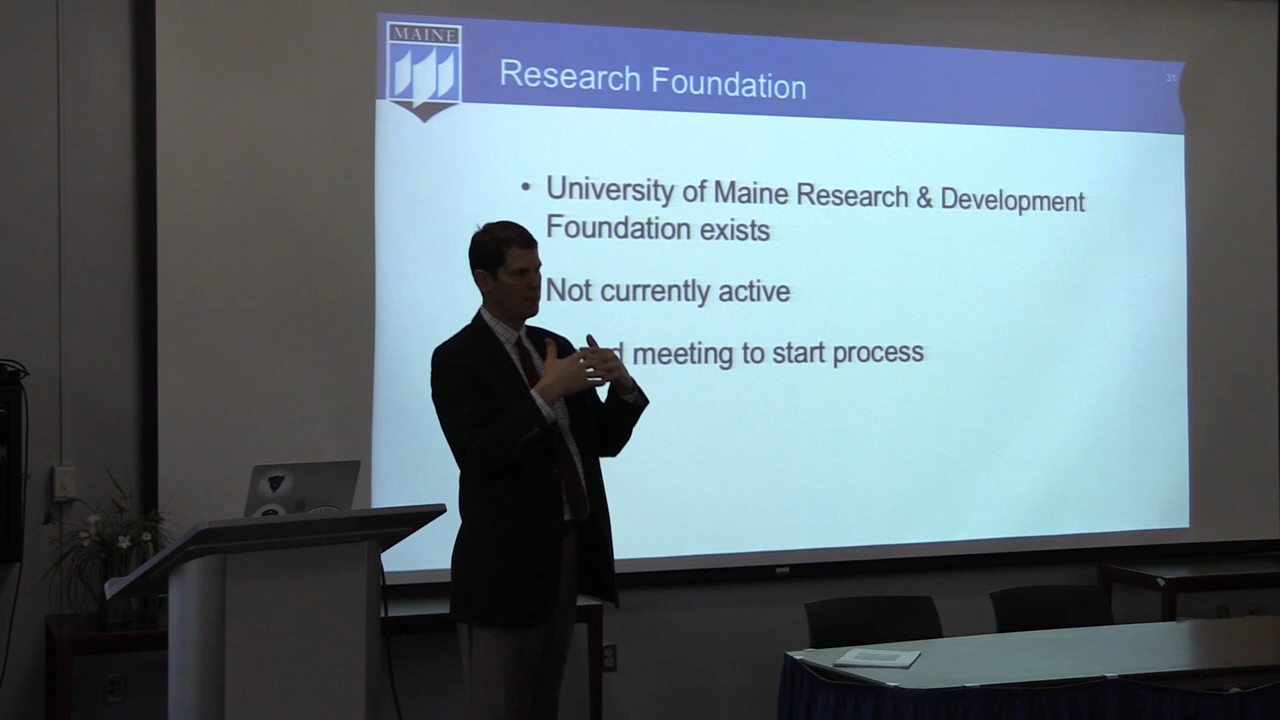 MAINE
Research Foundation
31
• University of Maine Research & Development
Foundation exists
Not currently active
meeting to start process